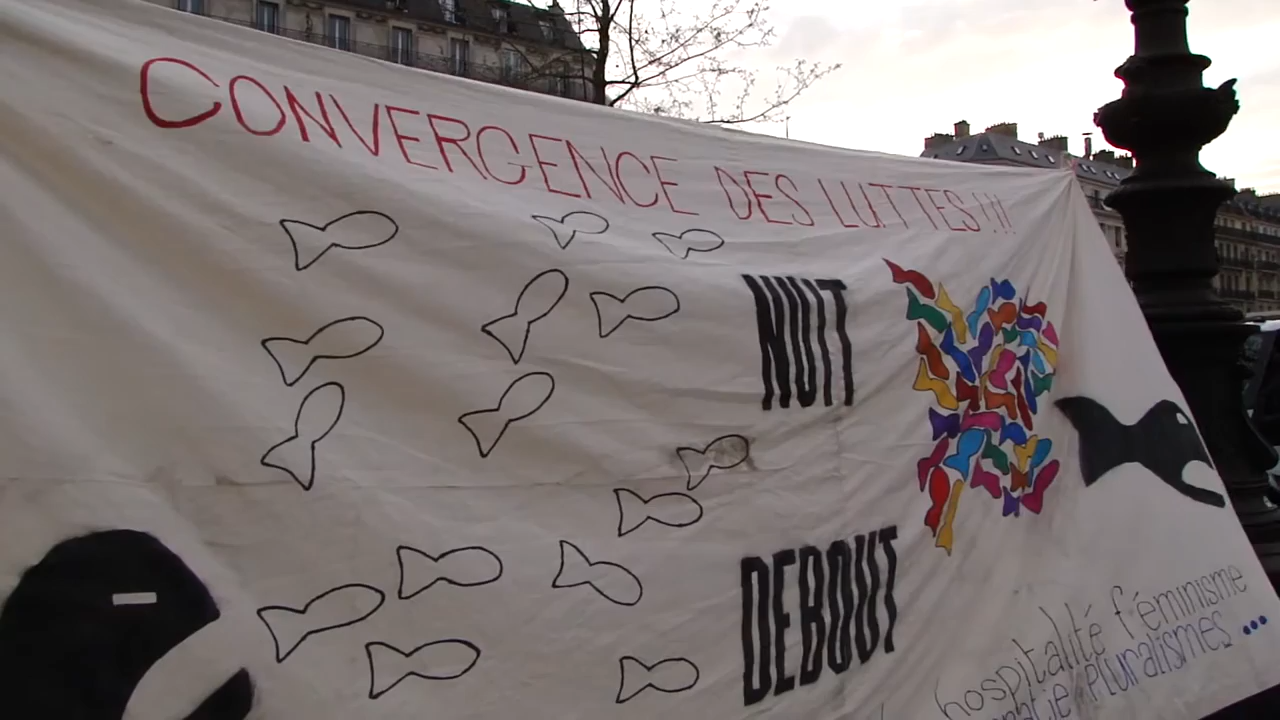 CONVERGENCE DES LUTTES!!!
NUIT
DEBOUT
hospitalité féminisme
pluralismes ...